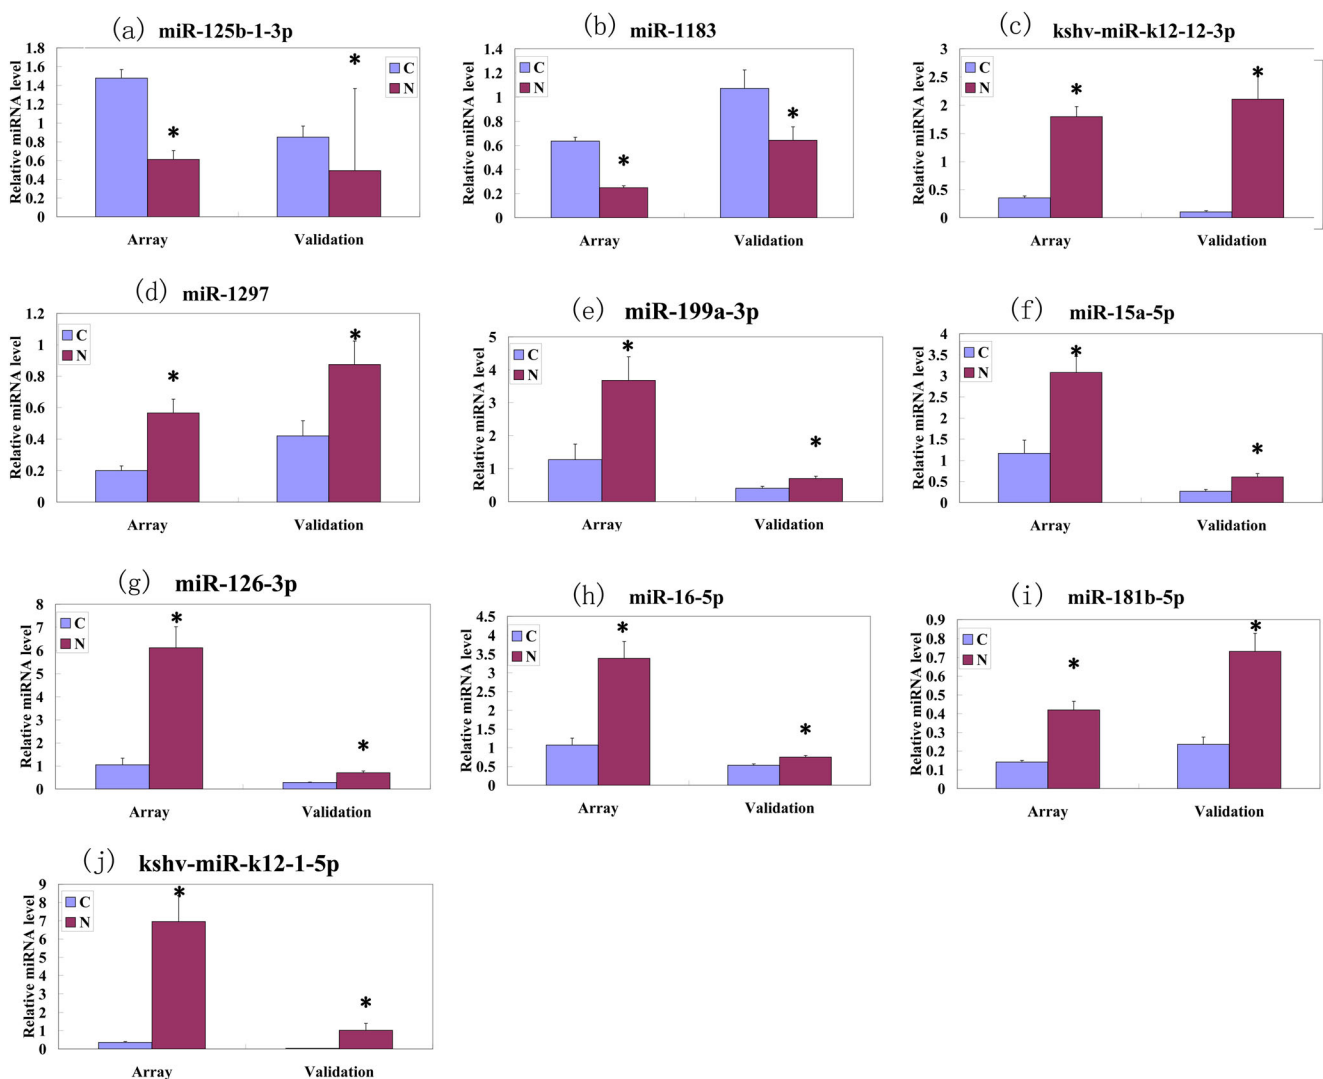 (a) miR-125b-1-3p
Relative miRNA level
1.8
1.6
1.4
1.2
1
0.8
0.6
0.4
0.2
0
C
N
*
*
Array Validation
(b) miR-1183
Relative miRNA level
1.4
1.2
1
0.8
0.6
0.4
0.2
0
C
N
*
*
Array Validation
(c) kshv-miR-k12-12-3p
Relative miRNA level
3
2.5
2
1.5
1
0.5
0
C
N
*
*
Array Validation
(d) miR-1297
Relative miRNA level
1.2
1
0.8
0.6
0.4
0.2
0
C
N
*
*
Array Validation
(e) miR-199a-3p
Relative miRNA level
5
4
3
2
1
0
C
N
*
*
Array Validation
(f) miR-15a-5p
Relative miRNA level
4
3.5
3
2.5
2
1.5
1
0.5
0
C
N
*
*
Array Validation
(g) miR-126-3p
Relative miRNA level
8
7
6
5
4
3
2
1
0
C
N
*
*
Array Validation
(h) miR-16-5p
Relative miRNA level
4.5
4
3.5
3
2.5
2
1.5
1
0.5
0
C
N
*
*
Array Validation
(i) miR-181b-5p
Relative miRNA level
0.9
0.8
0.7
0.6
0.5
0.4
0.3
0.2
0.1
0
C
N
*
*
Array Validation
(j) kshv-miR-k12-1-5p
Relative miRNA level
9
8
7
6
5
4
3
2
1
0
C
N
*
*
Array Validation